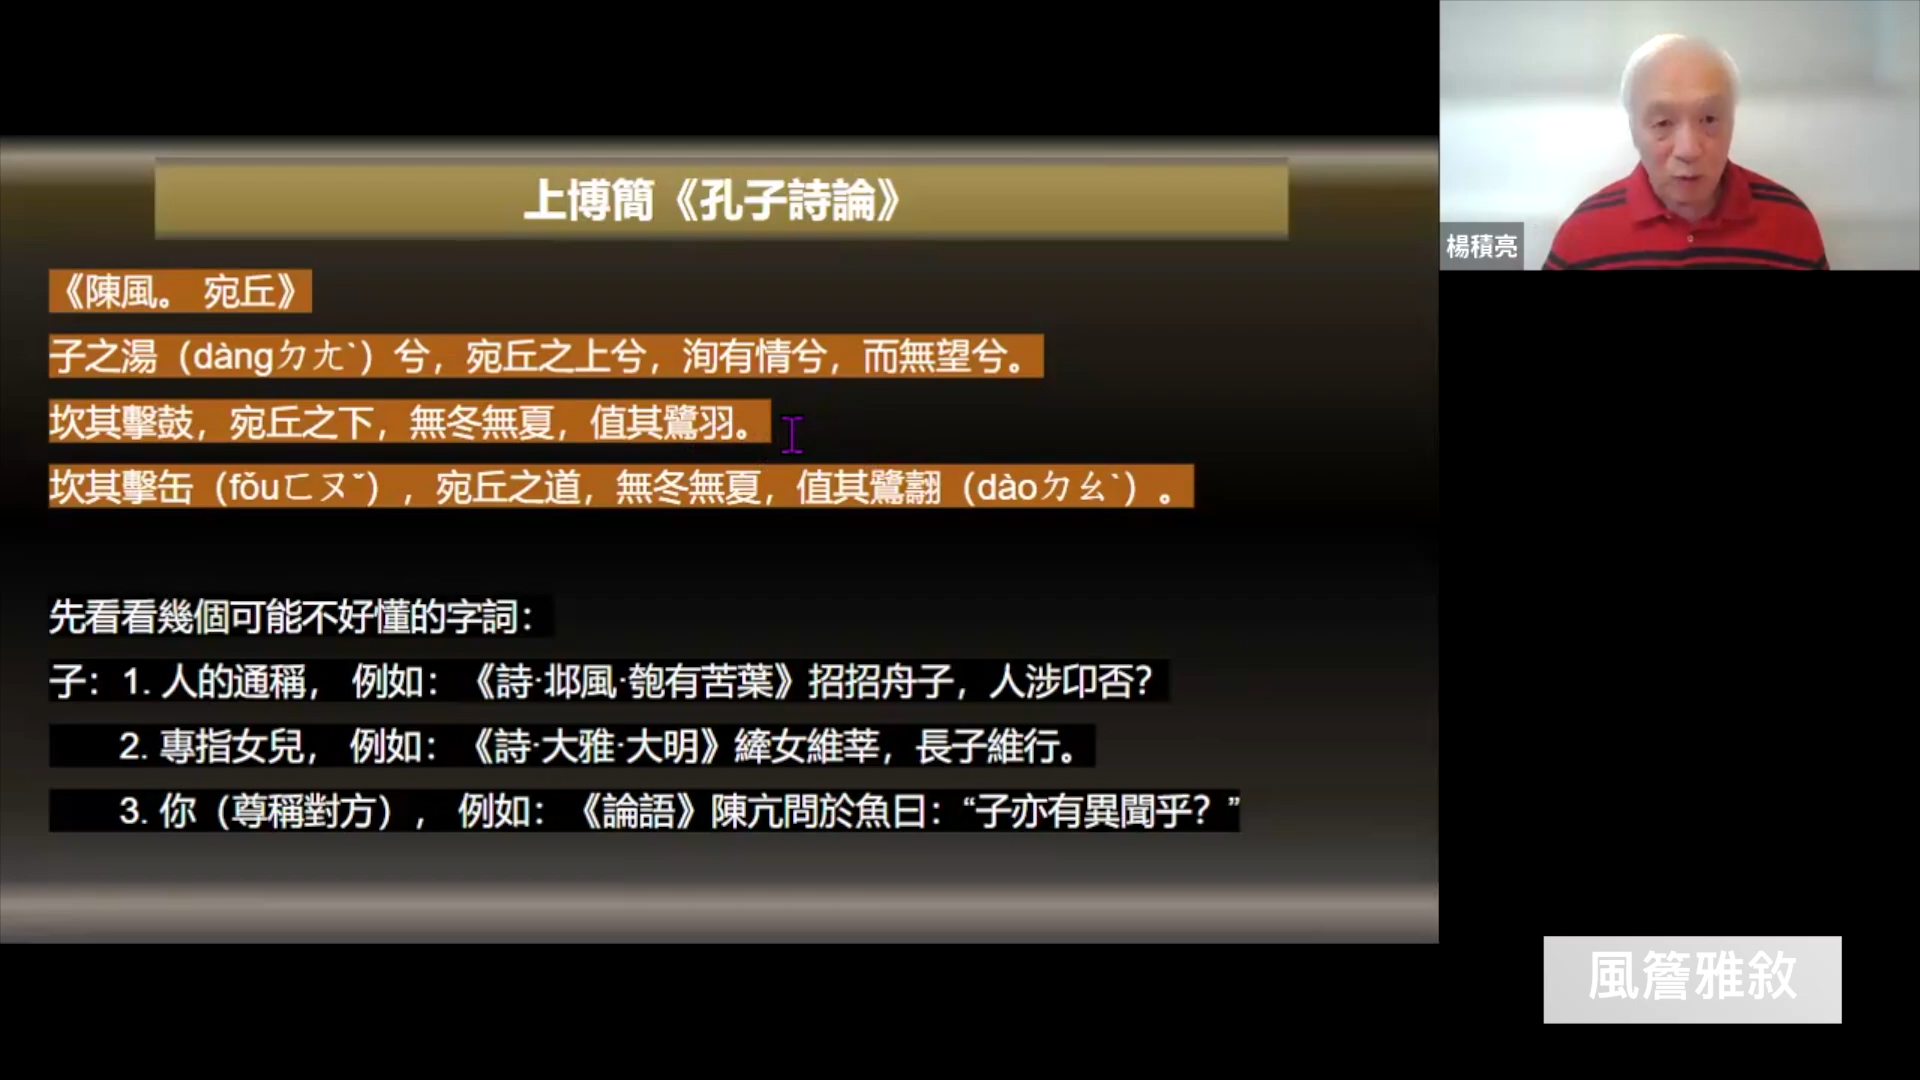 上博簡《孔子詩論》
《陳風。 宛丘》
子之湯（dàngㄉㄤˋ）兮，宛丘之上兮，洵有情兮，而無望兮。
坎其擊鼓，宛丘之下，無冬無夏，值其鷺羽。
坎其擊缶（fǒuㄈㄡˇ），宛丘之道，無冬無夏，值其鷺翿（dàoㄉㄠˋ）。
先看看幾個可能不好懂的字詞：
子：1. 人的通稱， 例如：《詩·邶風·匏有苦葉》招招舟子，人涉卬否？
2. 專指女兒， 例如：《詩·大雅·大明》纘女維莘，長子維行。
3. 你（尊稱對方）， 例如：《論語》陳亢問於魚曰：“子亦有異聞乎？”
楊積亮
風簷雅敘